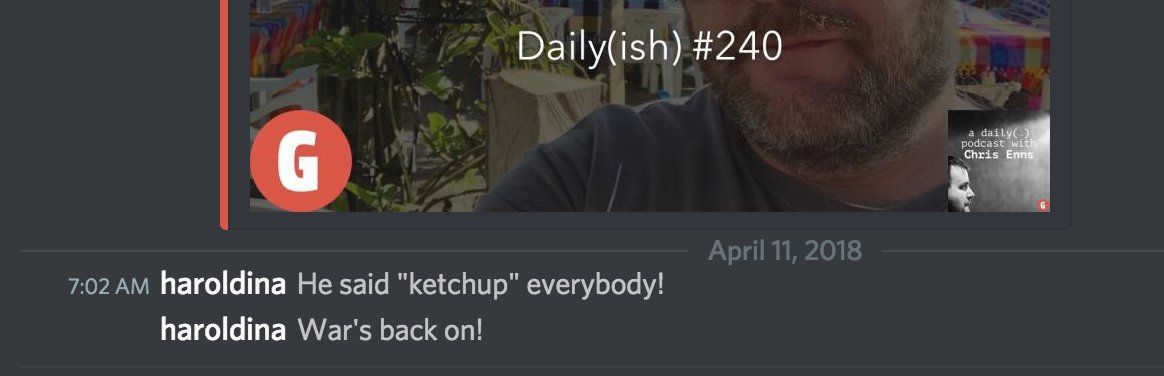 Daily(ish) #240
G
a daily(_)
podcast with
Chris Enns
G
April 11, 2018
7:02 AM haroldina He said "ketchup" everybody!
haroldina War's back on!